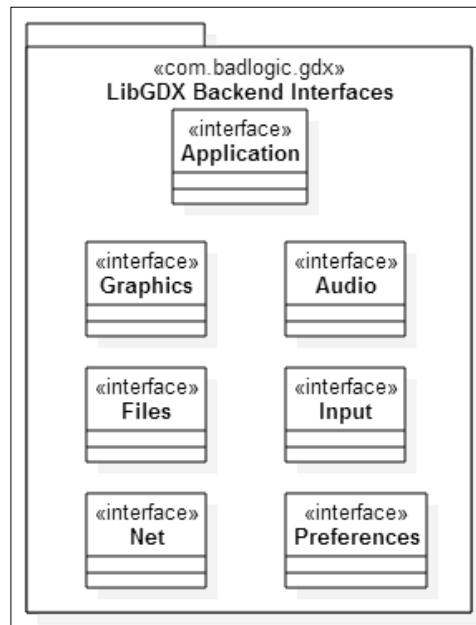 «com.badlogic.gdx»
LibGDX Backend Interfaces
«interface»
Application
«interface»
Graphics
«interface»
Audio
«interface»
Files
«interface»
Input
«interface»
Net
«interface»
Preferences